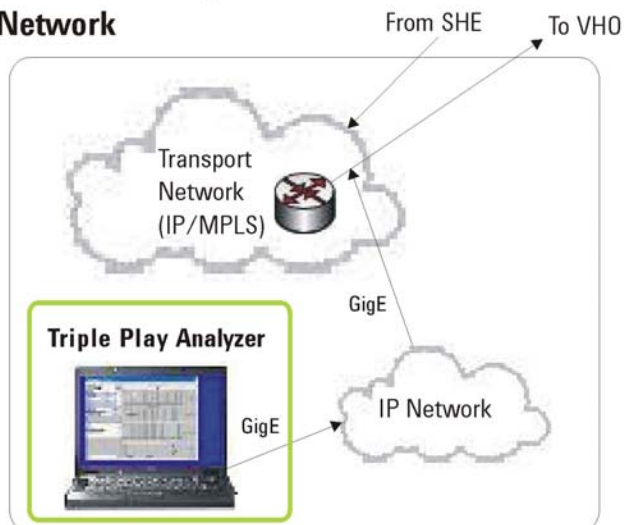 Network
From SHE
To VHO
Transport
Network
(IP/MPLS)
GigE
Triple Play Analyzer
GigE
IP Network